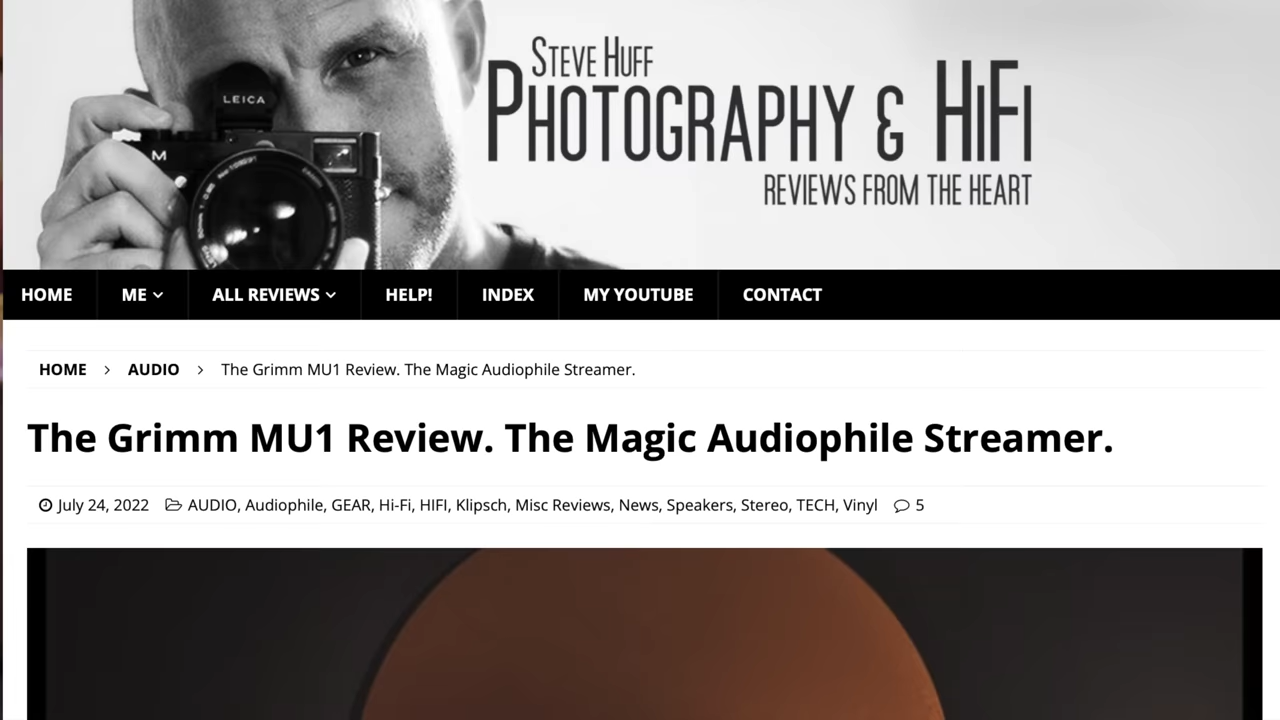 STEVE HUFF
PHOTOGRAPHY & HIFI
REVIEWS FROM THE HEART
LEICA
M
HOME ME ALL REVIEWS HELP! INDEX MY YOUTUBE CONTACT
HOME > AUDIO > The Grimm MU1 Review. The Magic Audiophile Streamer.
The Grimm MU1 Review. The Magic Audiophile Streamer.
July 24, 2022 AUDIO, Audiophile, GEAR, Hi-Fi, HIFI, Klipsch, Misc Reviews, News, Speakers, Stereo, TECH, Vinyl 5